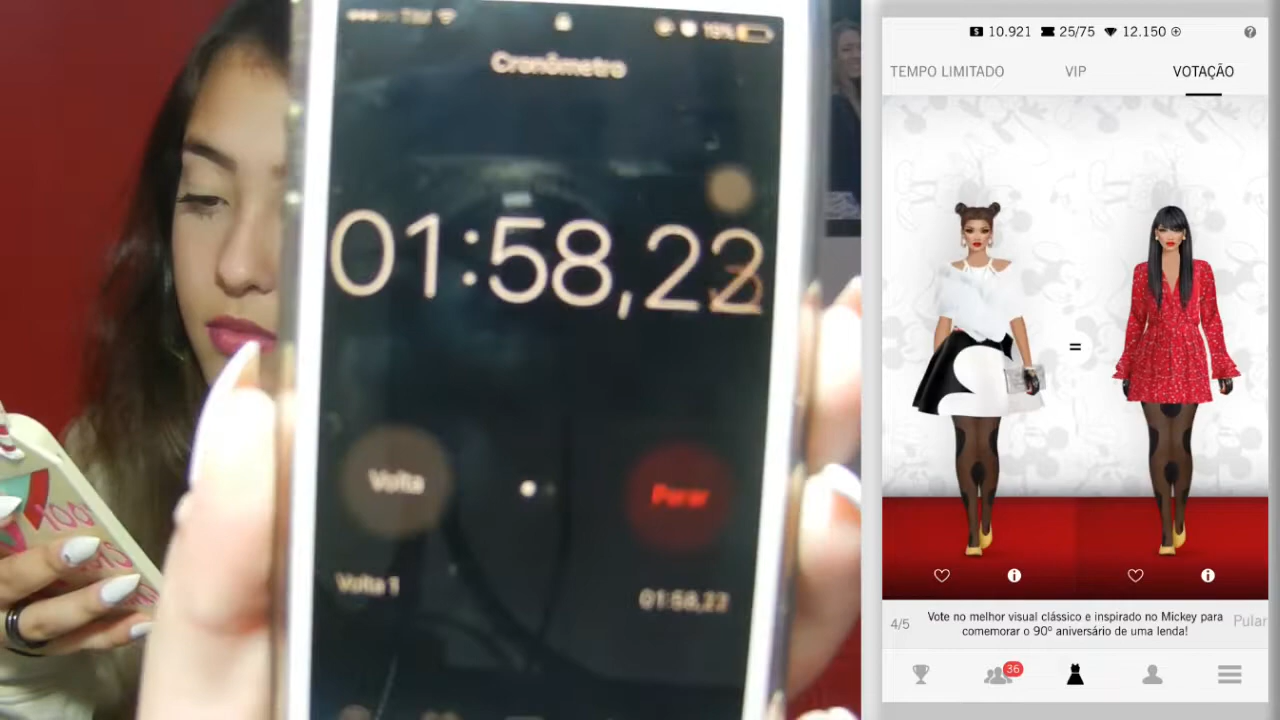 19%
Cronômetro
01:58,22
Volta
Parar
Volta 1
01:58,22
100
10.921 25/75 12.150
TEMPO LIMITADO VIP VOTAÇÃO
=
4/5
Vote no melhor visual clássico e inspirado no Mickey para
comemorar o 90º aniversário de uma lenda!
Pular
36